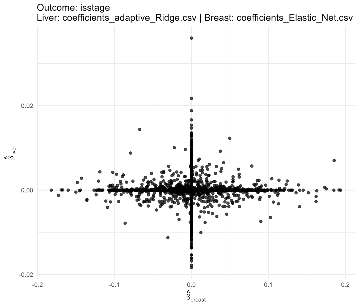 Outcome: isstage
Liver: coefficients_adaptive_Ridge.csv | Breast: coefficients_Elastic_Net.csv
0.02
0.00
-0.02
-0.2
-0.1
0.0
0.1
0.2
β̂breast